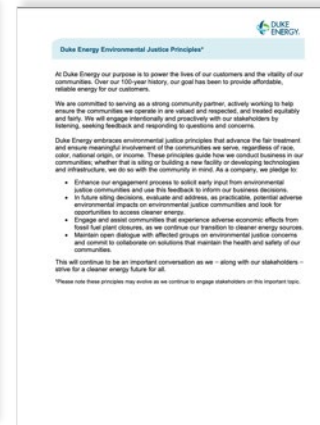 DUKE
ENERGY.
Duke Energy Environmental Justice Principles*
At Duke Energy our purpose is to power the lives of our customers and the vitality of our
communities. Over our 100-year history, our goal has been to provide affordable,
reliable energy for our customers.
We are committed to serving as a strong community partner, actively working to help
ensure the communities we operate in are valued and respected, and treated equitably
and fairly. We will engage intentionally and proactively with our stakeholders by
listening, seeking feedback and responding to questions and concerns.
Duke Energy embraces environmental justice principles that advance the fair treatment
and ensure meaningful involvement of the communities we serve, regardless of race,
color, national origin, or income. These principles guide how we conduct business in our
communities; whether that is siting or building a new facility or developing technologies
and infrastructure, we do so with the community in mind. As a company, we pledge to:
• Enhance our engagement process to solicit early input from environmental
justice communities and use this feedback to inform our business decisions.
• In future siting decisions, evaluate and address, as practicable, potential adverse
environmental impacts on environmental justice communities and look for
opportunities to access cleaner energy.
• Engage and assist communities that experience adverse economic effects from
fossil fuel plant closures, as we continue our transition to cleaner energy sources.
• Maintain open dialogue with affected groups on environmental justice concerns
and commit to collaborate on solutions that maintain the health and safety of our
communities.
This will continue to be an important conversation as we – along with our stakeholders –
strive for a cleaner energy future for all.
*Please note these principles may evolve as we continue to engage stakeholders on this important topic.